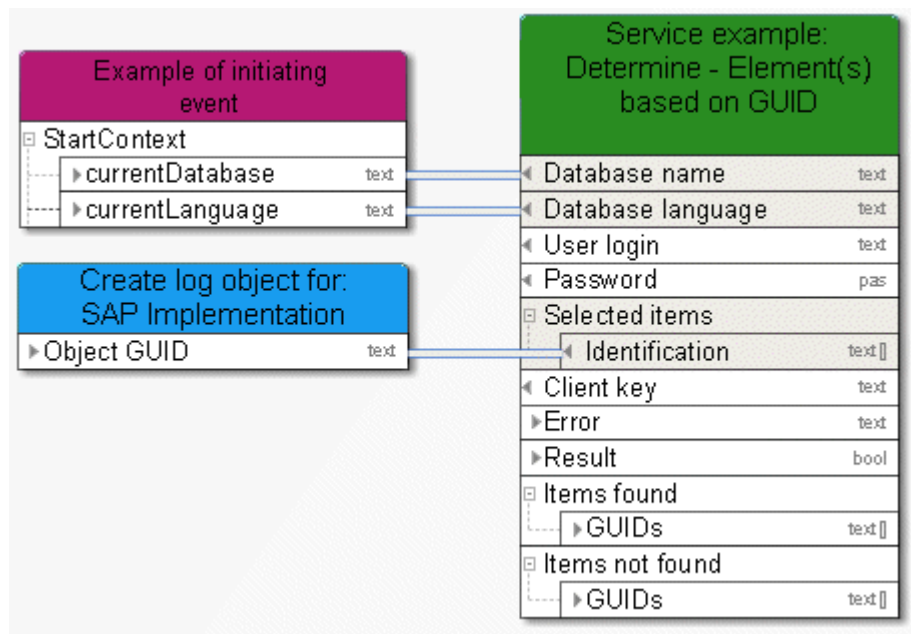 Example of initiating
event
StartContext
currentDatabase text
currentLanguage text
Create log object for:
SAP Implementation
Object GUID text
Service example:
Determine - Element(s)
based on GUID
Database name text
Database language text
User login text
Password pas
Selected items
Identification text[]
Client key text
Error text
Result bool
Items found
GUIDs text[]
Items not found
GUIDs text[]